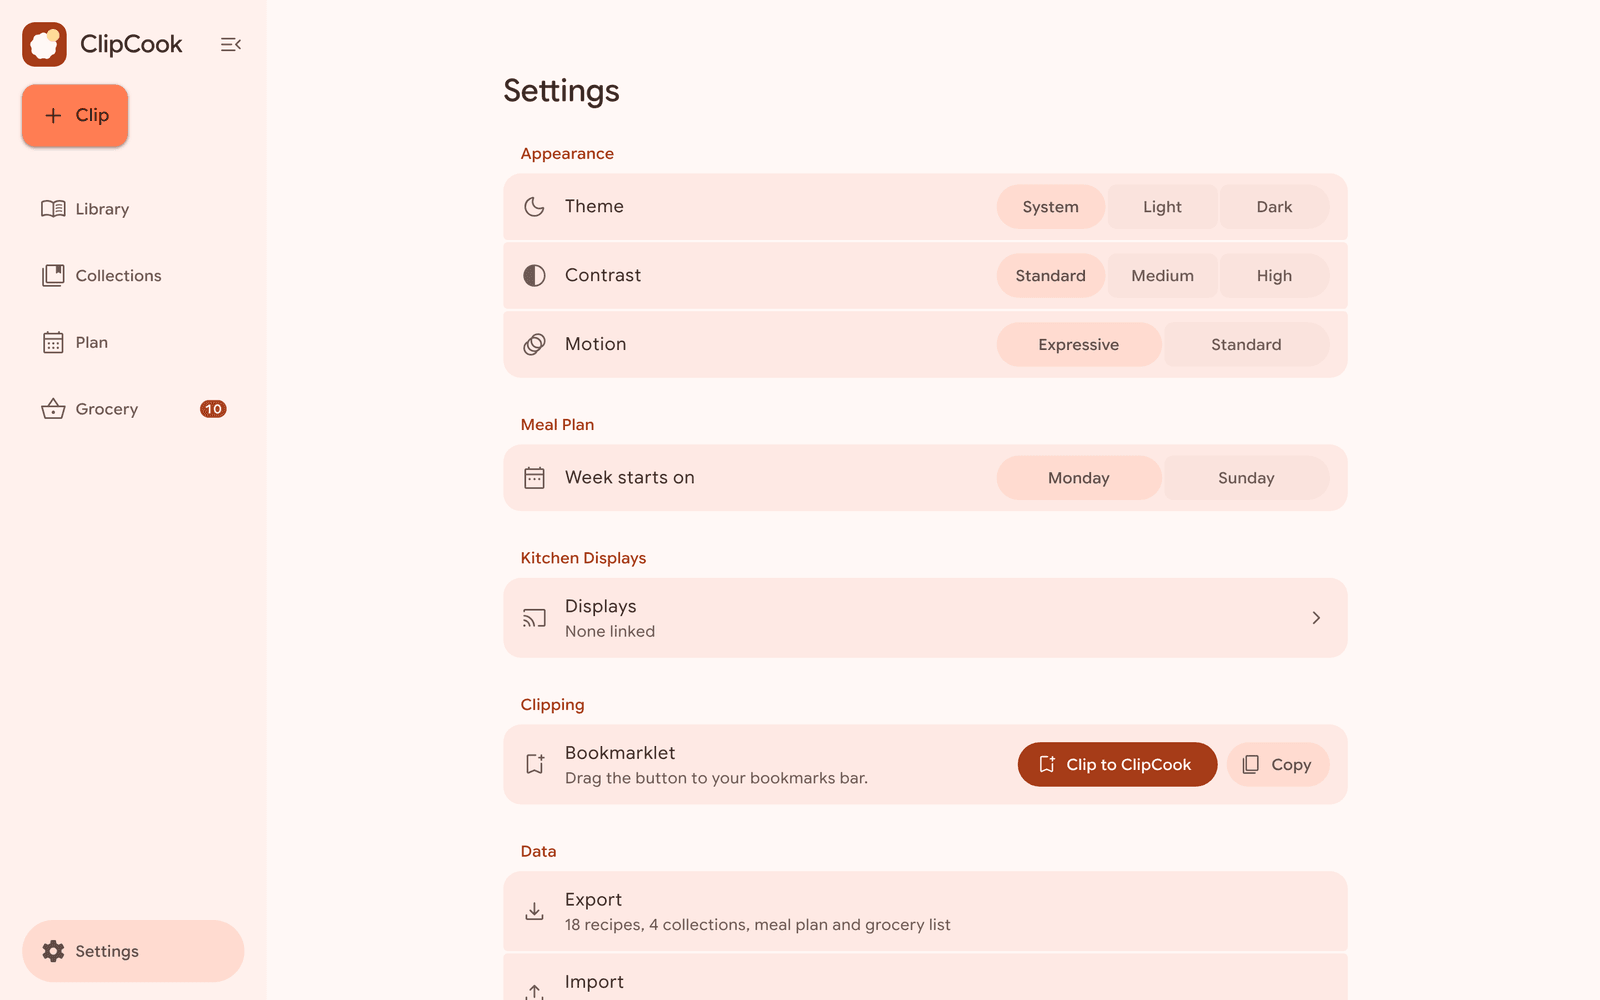 ClipCook
Clip
Library
Collections
Plan
Grocery 10
Settings
Settings
Appearance
Theme System Light Dark
Contrast Standard Medium High
Motion Expressive Standard
Meal Plan
Week starts on Monday Sunday
Kitchen Displays
Displays
None linked
Clipping
Bookmarklet
Drag the button to your bookmarks bar.
Clip to ClipCook Copy
Data
Export
18 recipes, 4 collections, meal plan and grocery list
Import